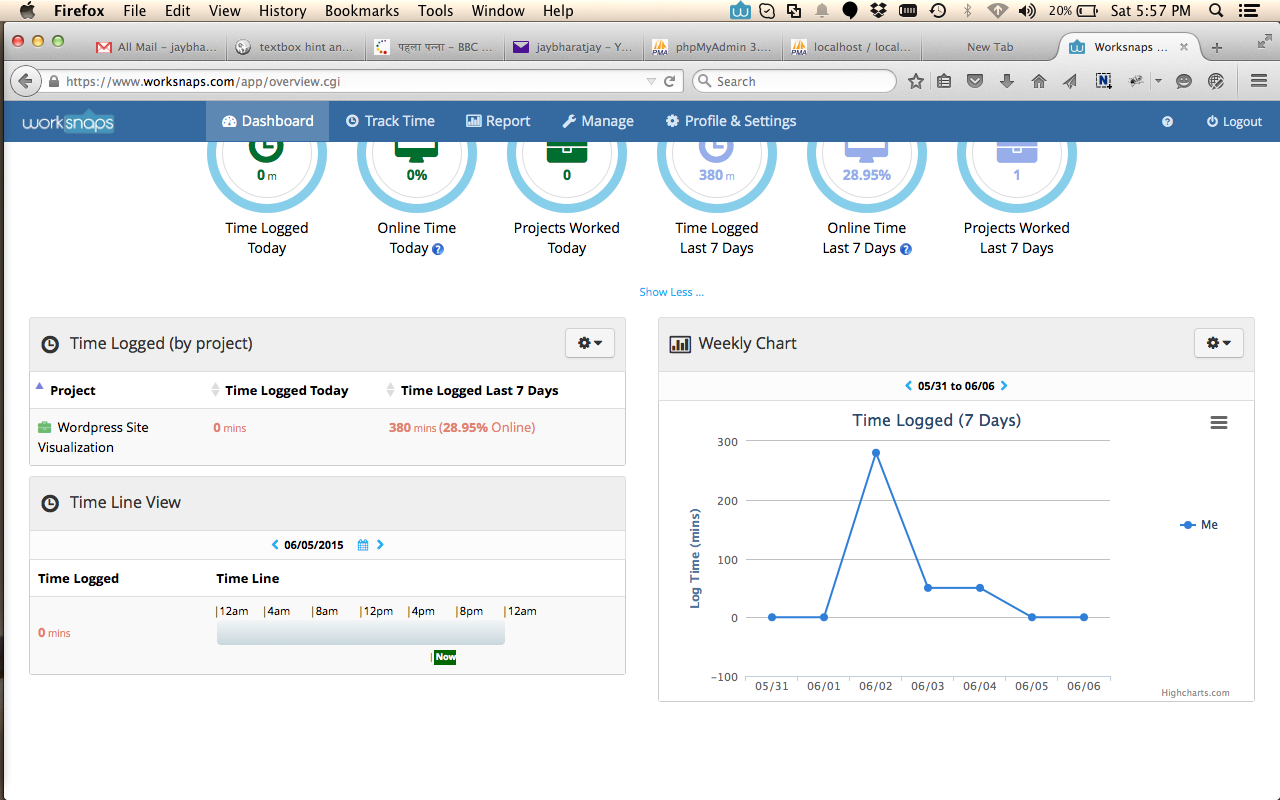 Firefox File Edit View History Bookmarks Tools Window Help 20% Sat 5:57 PM
All Mail – jaybha... textbox hint an... पहला पन्ना - BBC ... jaybharatjay – Y... phpMyAdmin 3.... localhost / local... New Tab Worksnaps ...
https://www.worksnaps.com/app/overview.cgi Search
worksnaps Dashboard Track Time Report Manage Profile & Settings Logout
0 m 0% 0 380 m 28.95% 1
Time Logged Online Time Projects Worked Time Logged Online Time Projects Worked
Today Today Today Last 7 Days Last 7 Days Last 7 Days
Show Less ...
Time Logged (by project)
Project Time Logged Today Time Logged Last 7 Days
Wordpress Site 0 mins 380 mins (28.95% Online)
Visualization
Time Line View
06/05/2015
Time Logged Time Line
|12am |4am |8am |12pm |4pm |8pm |12am
0 mins
| Now
Weekly Chart
05/31 to 06/06
Time Logged (7 Days)
300
200
100
0
-100
Log Time (mins)
Me
05/31 06/01 06/02 06/03 06/04 06/05 06/06
Highcharts.com